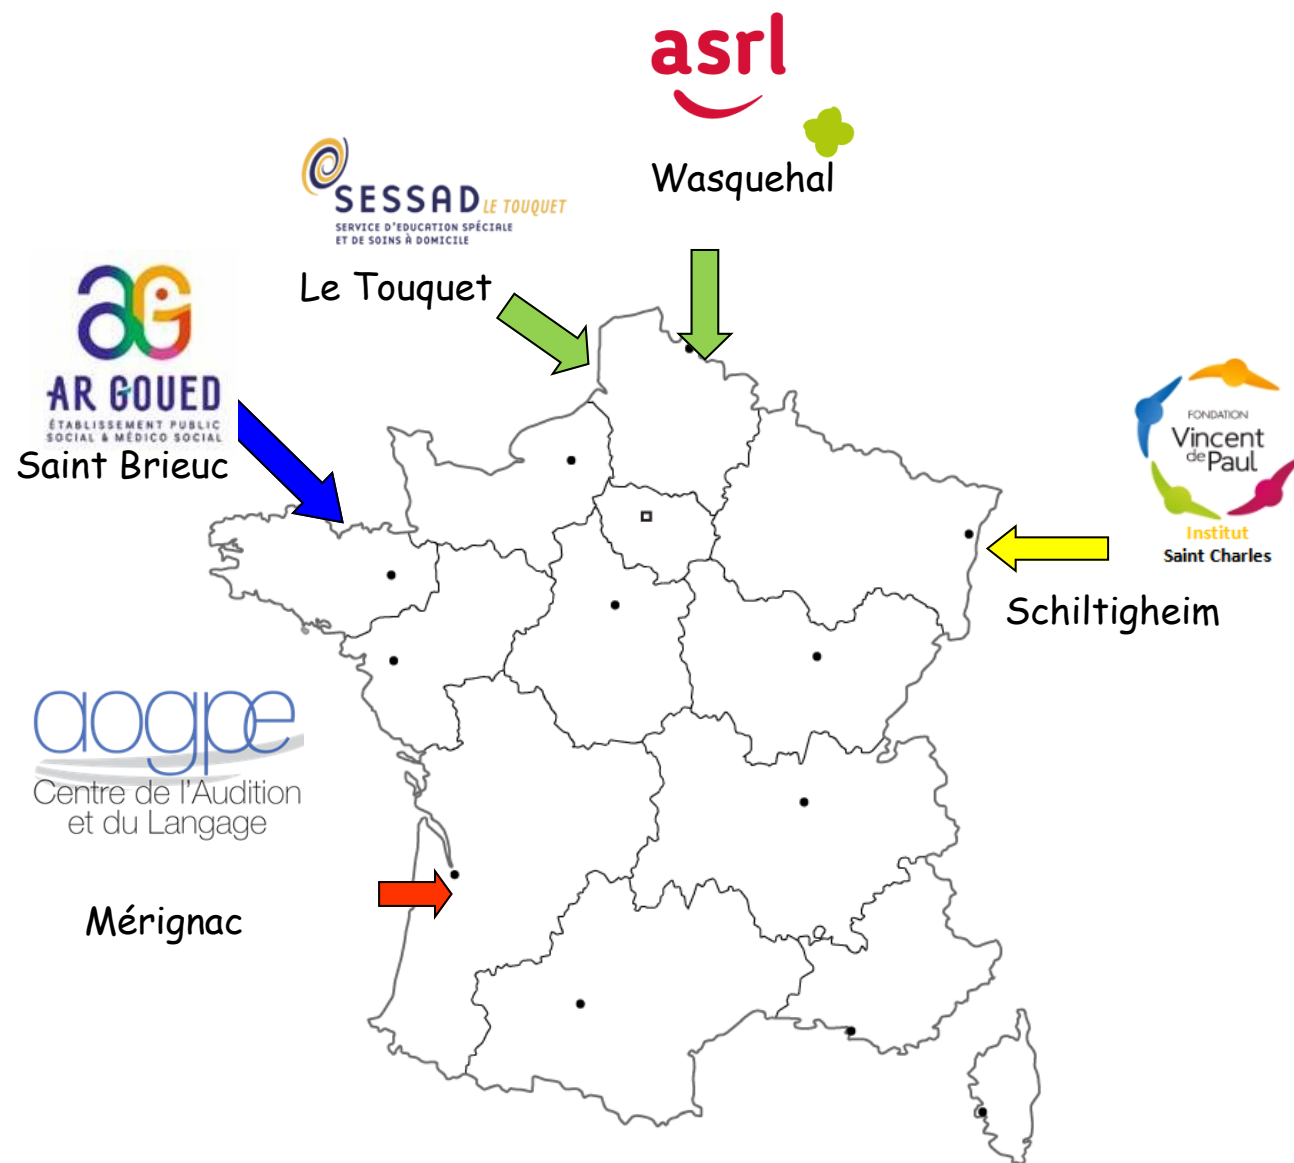 asrl
Wasquehal
SESSAD LE TOUQUET
SERVICE D'EDUCATION SPÉCIALE
ET DE SOINS À DOMICILE
Le Touquet
AG
AR GOUED
ÉTABLISSEMENT PUBLIC
SOCIAL & MÉDICO SOCIAL
Saint Brieuc
FONDATION
Vincent
de Paul
Institut
Saint Charles
Schiltigheim
aogpe
Centre de l'Audition
et du Langage
Mérignac